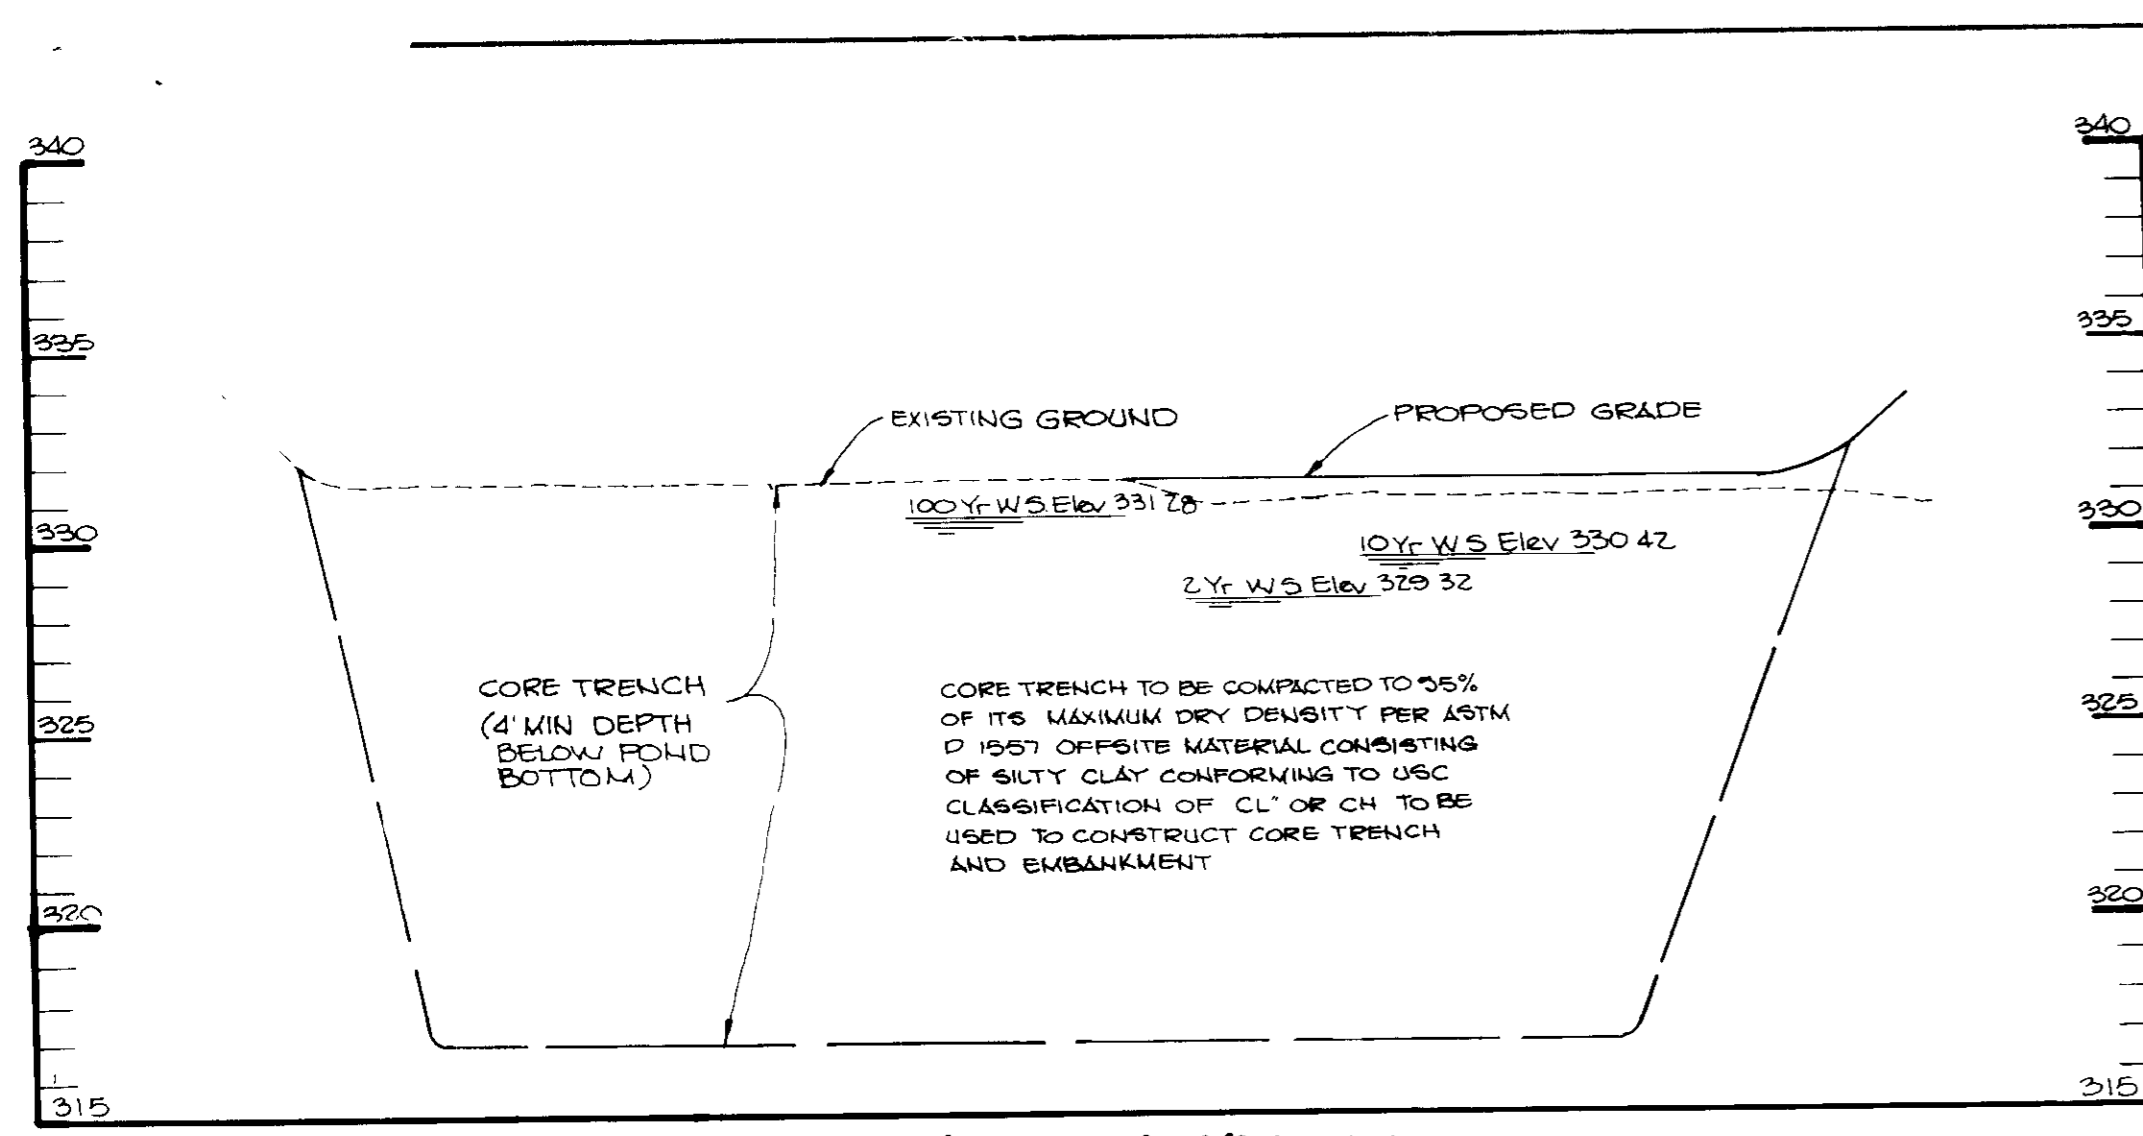 340
340
335
335
EXISTING GROUND
PROPOSED GRADE
100 Yr W S. Elev 331 28
330
330
10 Yr W S Elev 330 42
2 Yr W S Elev 329 32
CORE TRENCH
(4' MIN DEPTH
BELOW POND
BOTTOM)
CORE TRENCH TO BE COMPACTED TO 95%
OF ITS MAXIMUM DRY DENSITY PER ASTM
D 1557 OFFSITE MATERIAL CONSISTING
OF SILTY CLAY CONFORMING TO USC
CLASSIFICATION OF CL" OR CH TO BE
USED TO CONSTRUCT CORE TRENCH
AND EMBANKMENT
325
325
320
320
315
315